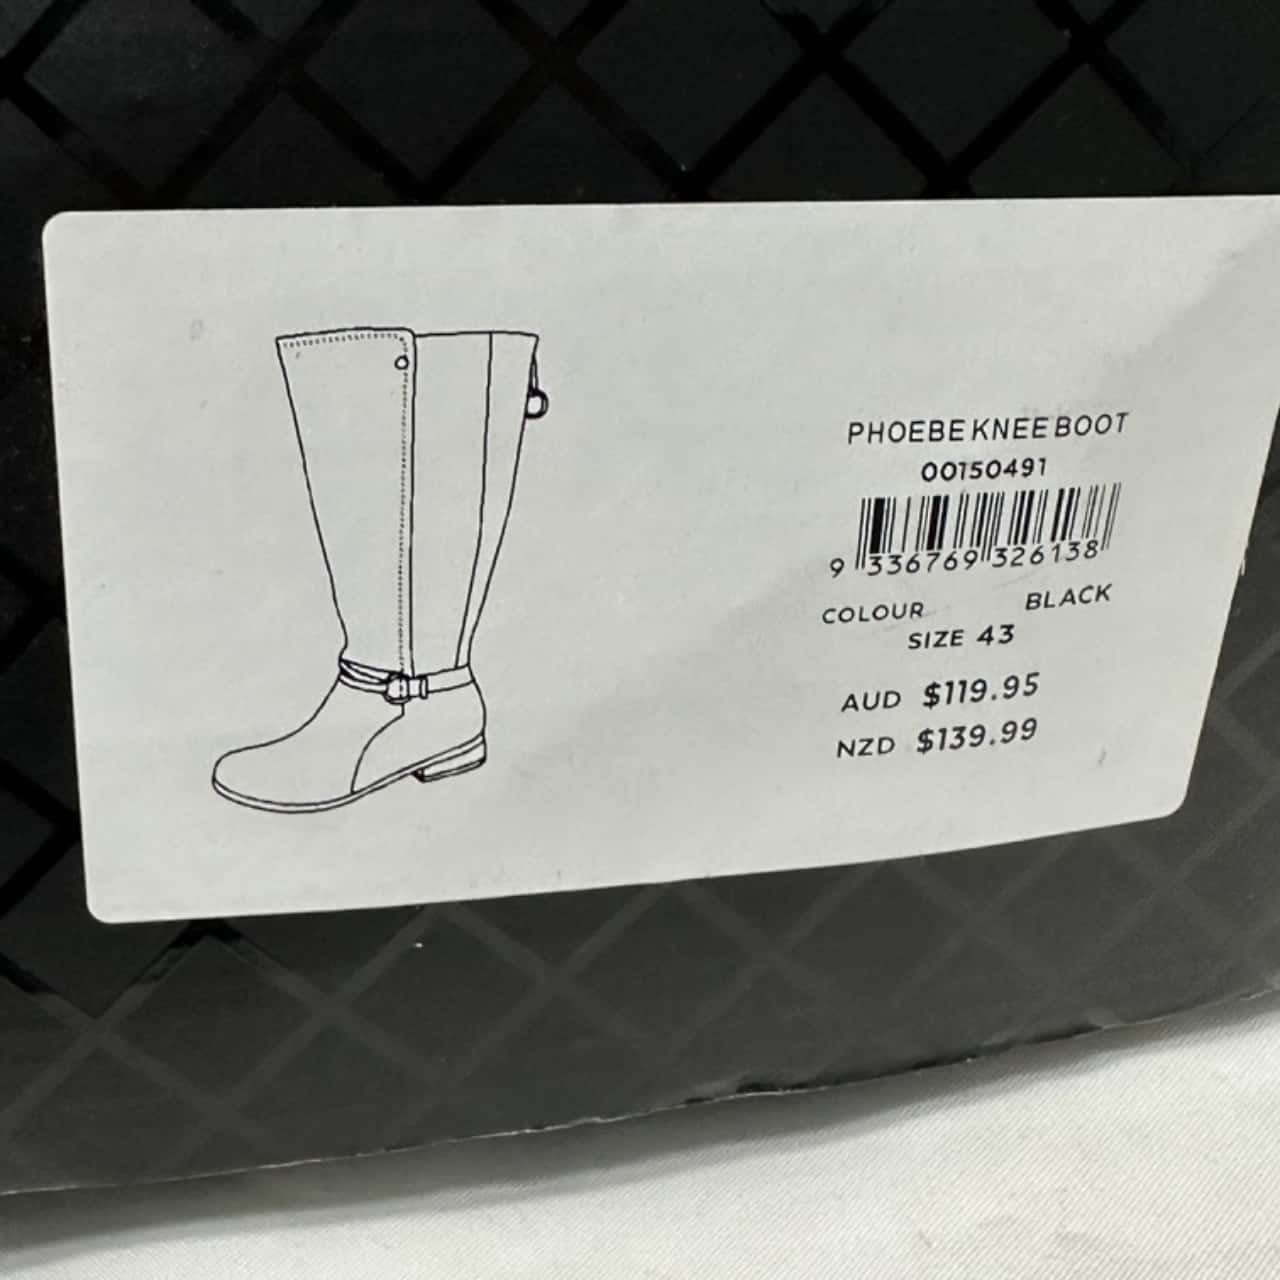 PHOEBE KNEE BOOT
00150491
9 336769 326138
COLOUR BLACK
SIZE 43
AUD $119.95
NZD $139.99